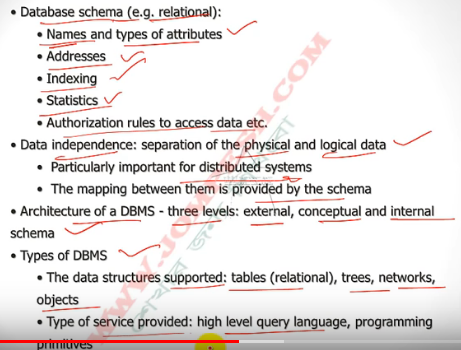 • Database schema (e.g. relational):
• Names and types of attributes
• Addresses
• Indexing
• Statistics
• Authorization rules to access data etc.
• Data independence: separation of the physical and logical data
• Particularly important for distributed systems
• The mapping between them is provided by the schema
• Architecture of a DBMS - three levels: external, conceptual and internal
schema
• Types of DBMS
• The data structures supported: tables (relational), trees, networks,
objects
• Type of service provided: high level query language, programming
primitives